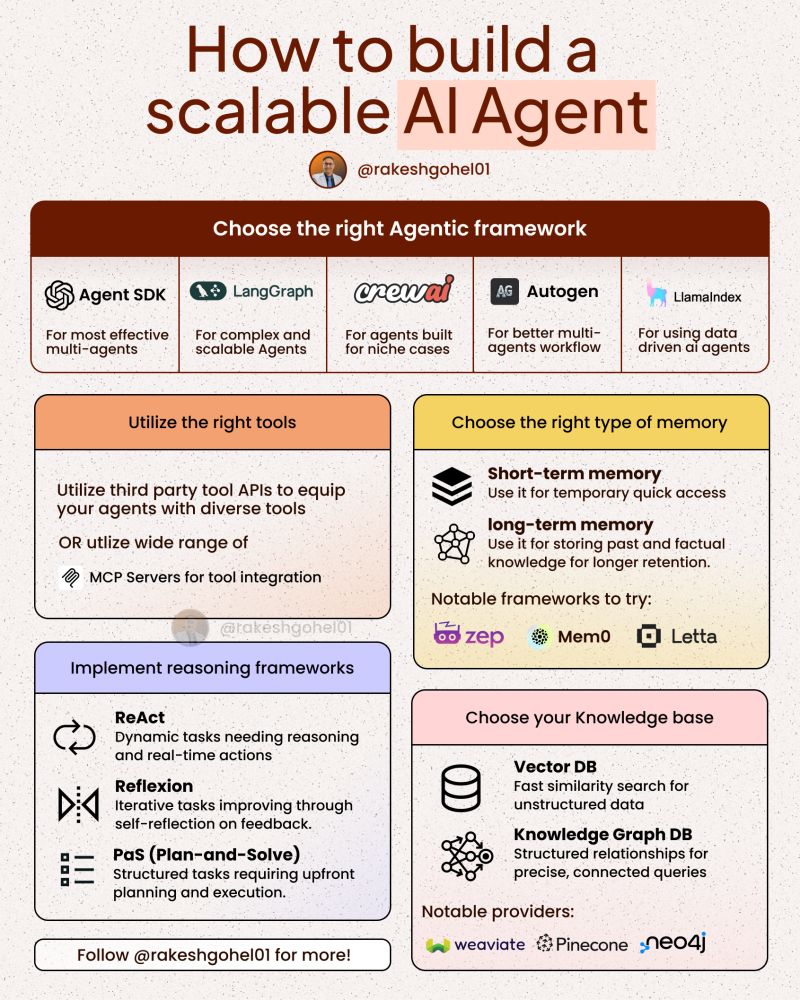 How to build a
scalable AI Agent
@rakeshgohel01
Choose the right Agentic framework
Agent SDK
For most effective
multi-agents
LangGraph
For complex and
scalable Agents
crewai
For agents built
for niche cases
AG Autogen
For better multi-
agents workflow
LlamaIndex
For using data
driven ai agents
Utilize the right tools
Utilize third party tool APIs to equip
your agents with diverse tools
OR utlize wide range of
MCP Servers for tool integration
@rakeshgohel01
Choose the right type of memory
Short-term memory
Use it for temporary quick access
long-term memory
Use it for storing past and factual
knowledge for longer retention.
Notable frameworks to try:
zep Mem0 Letta
Implement reasoning frameworks
ReAct
Dynamic tasks needing reasoning
and real-time actions
Reflexion
Iterative tasks improving through
self-reflection on feedback.
PaS (Plan-and-Solve)
Structured tasks requiring upfront
planning and execution.
Choose your Knowledge base
Vector DB
Fast similarity search for
unstructured data
Knowledge Graph DB
Structured relationships for
precise, connected queries
Notable providers:
weaviate Pinecone neo4j
Follow @rakeshgohel01 for more!